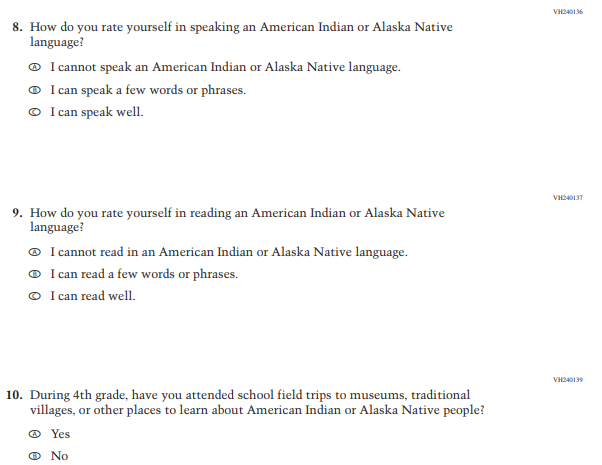 VH240136
8. How do you rate yourself in speaking an American Indian or Alaska Native
language?
A I cannot speak an American Indian or Alaska Native language.
B I can speak a few words or phrases.
C I can speak well.
VH240137
9. How do you rate yourself in reading an American Indian or Alaska Native
language?
A I cannot read in an American Indian or Alaska Native language.
B I can read a few words or phrases.
C I can read well.
VH240139
10. During 4th grade, have you attended school field trips to museums, traditional
villages, or other places to learn about American Indian or Alaska Native people?
A Yes
B No